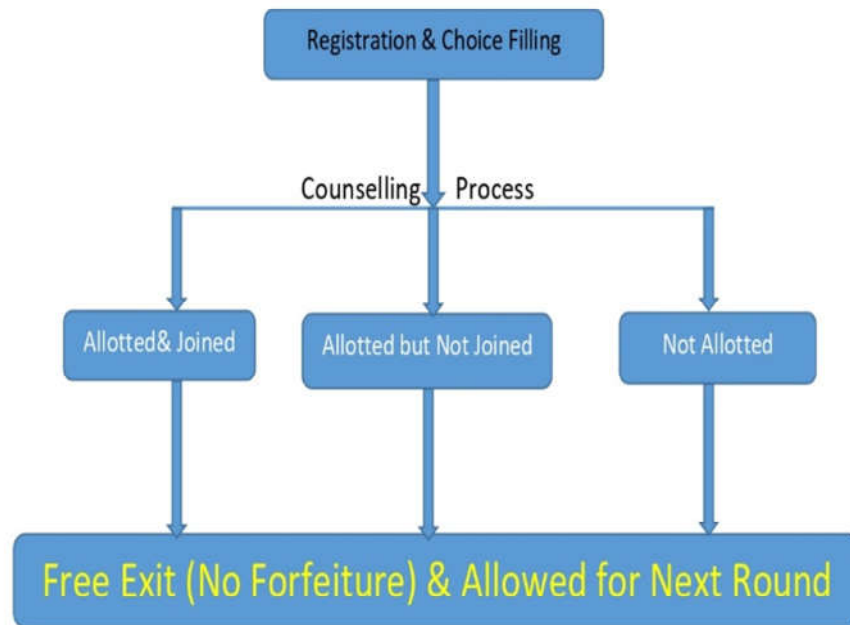 Registration & Choice Filling
Counselling Process
Allotted& Joined
Allotted but Not Joined
Not Allotted
Free Exit (No Forfeiture) & Allowed for Next Round